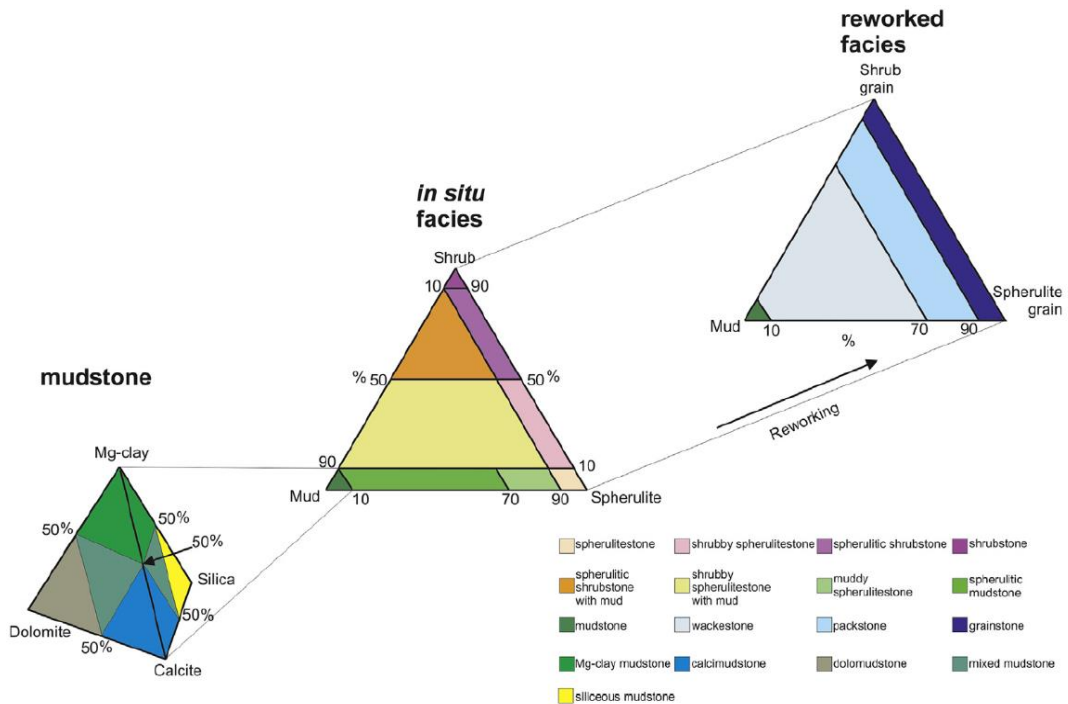 reworked
facies
Shrub
grain
Mud
10
%
70
90
Spherulite
grain
Reworking
in situ
facies
Shrub
10
90
% 50
50 %
90
10
Mud
10
70
90
Spherulite
mudstone
Mg-clay
50%
50%
50%
Silica
50%
Dolomite
50%
Calcite
spherulitestone
shrubby spherulitestone
spherulitic shrubstone
shrubstone
spherulitic
shrubstone
with mud
shrubby
spherulitestone
with mud
muddy
spherulitestone
spherulitic
mudstone
mudstone
wackestone
packstone
grainstone
Mg-clay mudstone
calcimudstone
dolomudstone
mixed mudstone
siliceous mudstone